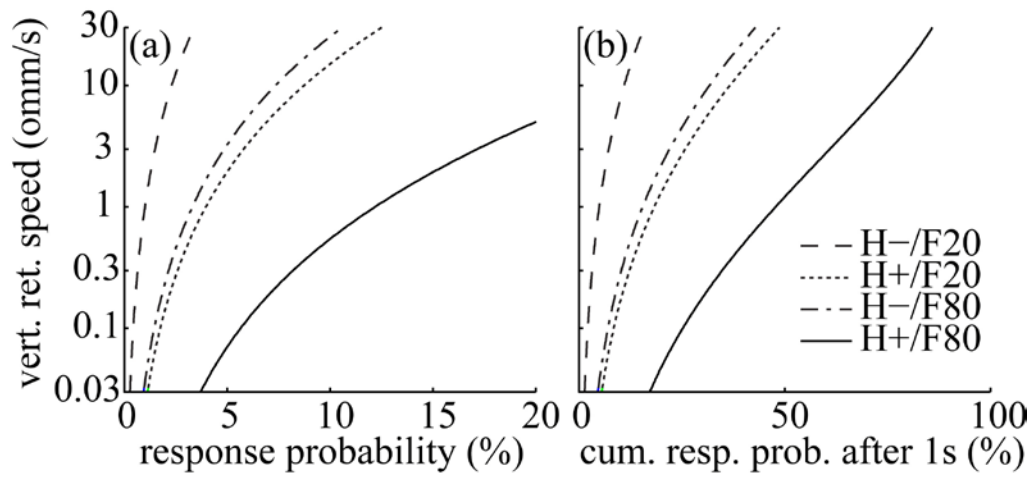 vert. ret. speed (omm/s)
30
10
3
1
0.3
0.1
0.03
(a)
0
5
10
15
20
response probability (%)
(b)
H−/F20
H+/F20
H−/F80
H+/F80
0
50
100
cum. resp. prob. after 1s (%)